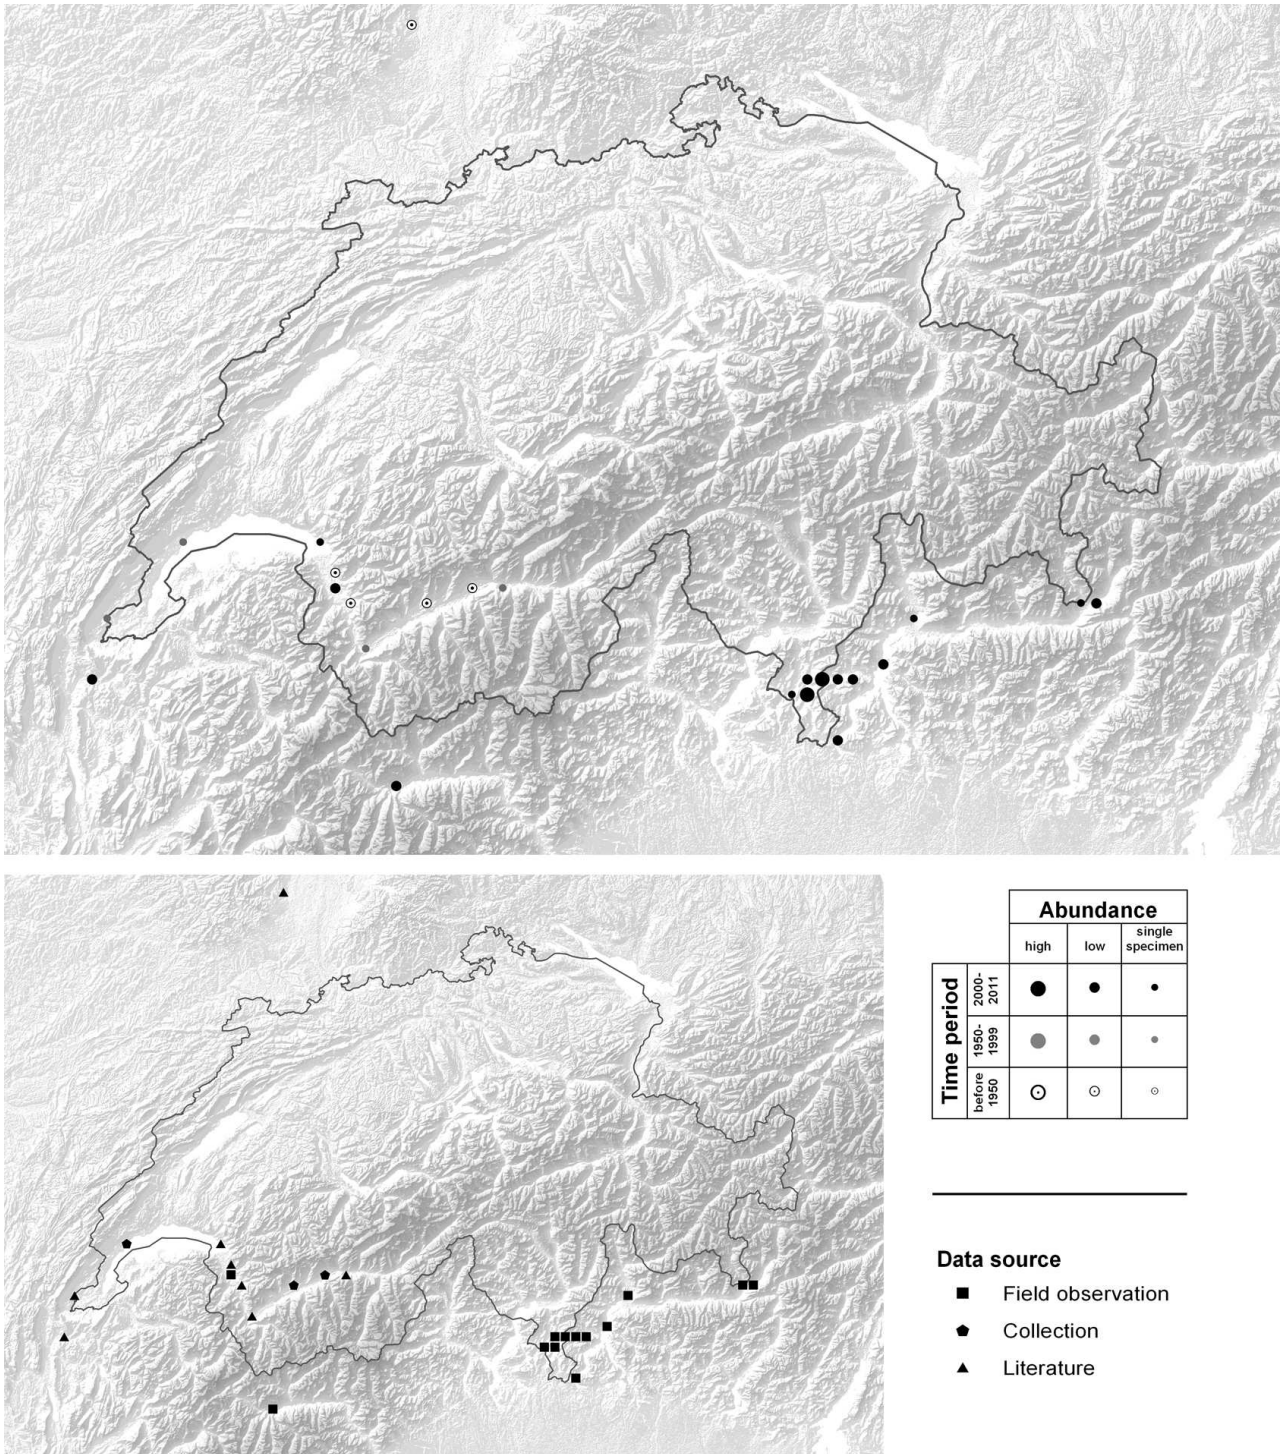 Abundance
high
low
single
specimen
Time period
2000-
2011
1950-
1999
before
1950
Data source
Field observation
Collection
Literature